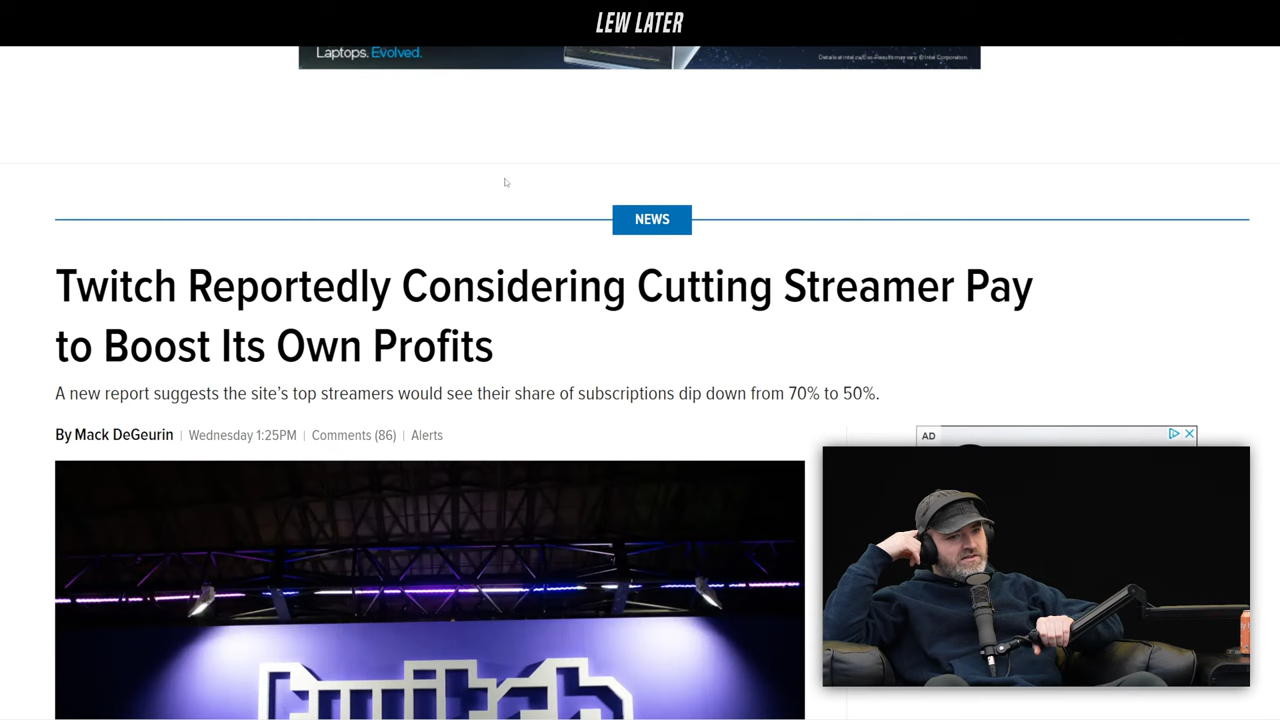 LEW LATER
Laptops. Evolved.
NEWS
Twitch Reportedly Considering Cutting Streamer Pay
to Boost Its Own Profits
A new report suggests the site's top streamers would see their share of subscriptions dip down from 70% to 50%.
By Mack DeGeurin | Wednesday 1:25PM | Comments (86) | Alerts
AD
twitch